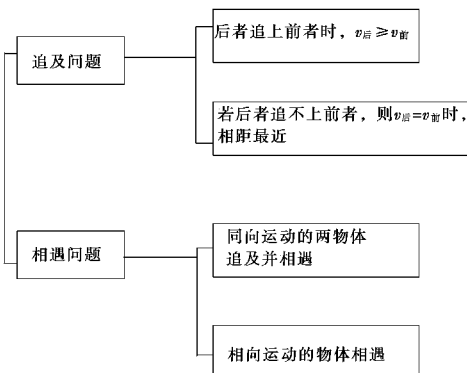 后者追上前者时，v后≥v前
追及问题
若后者追不上前者，则v后=v前时，
相距最近
同向运动的两物体
追及并相遇
相遇问题
相向运动的物体相遇